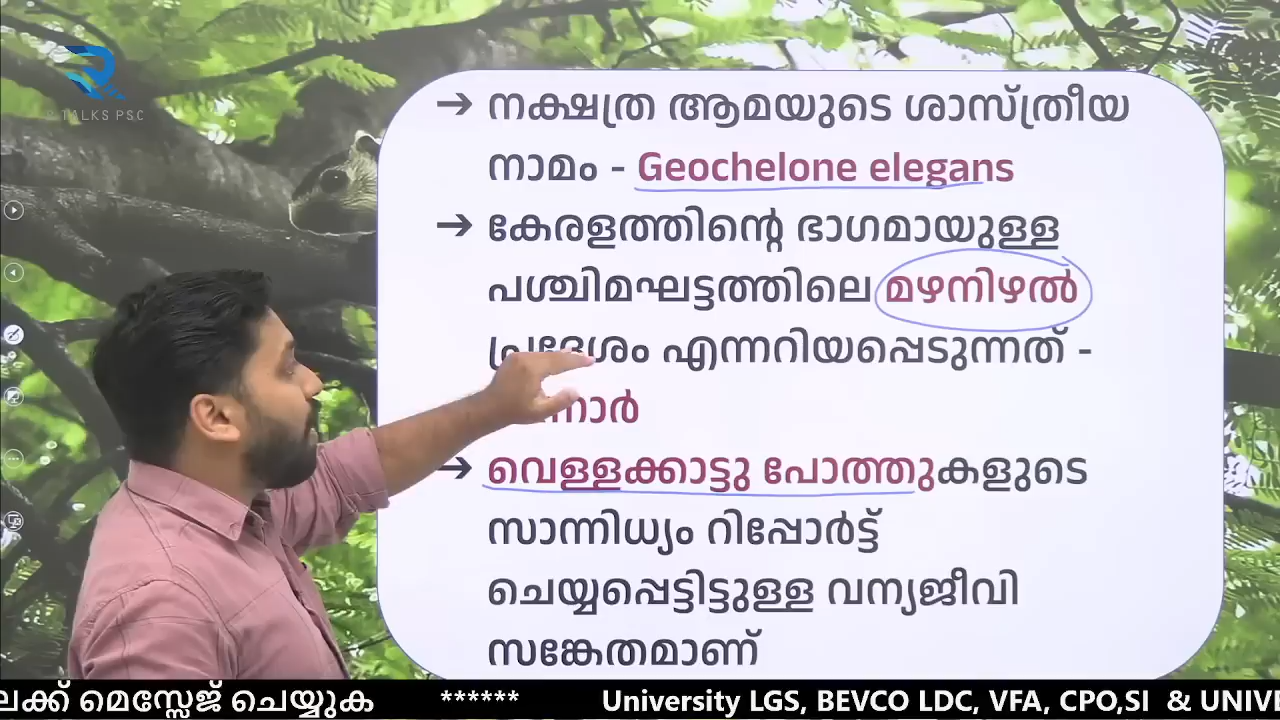 TALKS PSC
→ നക്ഷത്ര ആമയുടെ ശാസ്ത്രീയ
നാമം - Geochelone elegans
→ കേരളത്തിന്റെ ഭാഗമായുള്ള
പശ്ചിമഘട്ടത്തിലെ മഴനിഴൽ
പ്രദേശം എന്നറിയപ്പെടുന്നത് -
→ വെള്ളക്കാട്ടു പോത്തുകളുടെ
സാന്നിധ്യം റിപ്പോർട്ട്
ചെയ്യപ്പെട്ടിട്ടുള്ള വന്യജീവി
സങ്കേതമാണ്
മെസ്സേജ് ചെയ്യുക ****** University LGS, BEVCO LDC, VFA, CPO,SI & UNIVE